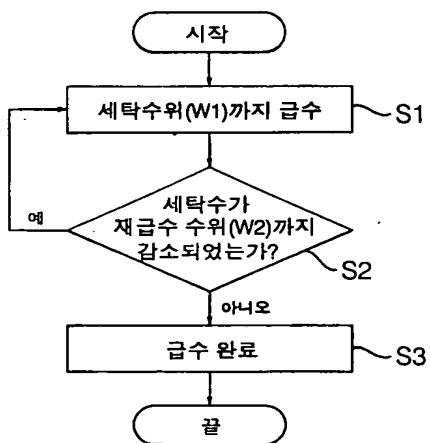 시작
세탁수위(W1)까지 급수
S1
세탁수가
재급수 수위(W2)까지
감소되었는가?
예
S2
아니오
급수 완료
S3
끝